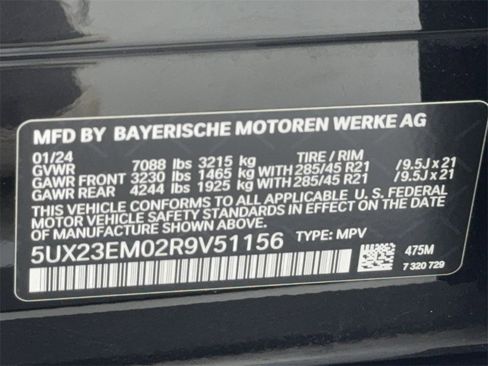 MFD BY BAYERISCHE MOTOREN WERKE AG
01/24 7088 lbs 3215 kg TIRE / RIM
GVWR
GAWR FRONT 3230 lbs 1465 kg WITH 285/45 R21 /9.5J x 21
GAWR REAR 4244 lbs 1925 kg WITH 285/45 R21 /9.5J x 21
THIS VEHICLE CONFORMS TO ALL APPLICABLE U. S. FEDERAL
MOTOR VEHICLE SAFETY STANDARDS IN EFFECT ON THE DATE
OF MANUFACTURE SHOWN ABOVE.
5UX23EM02R9V51156 TYPE: MPV
475M
7 320 729